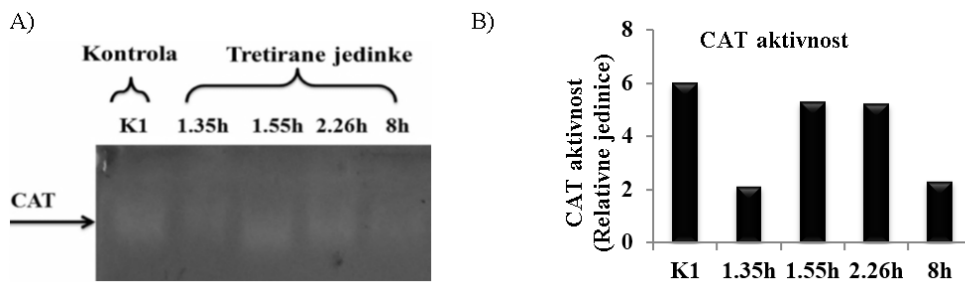 A)
Kontrola
Tretirane jedinke
K1 1.35h 1.55h 2.26h 8h
CAT
B)
CAT aktivnost
CAT aktivnost
(Relativne jedinice)
8
6
4
2
0
K1 1.35h 1.55h 2.26h 8h